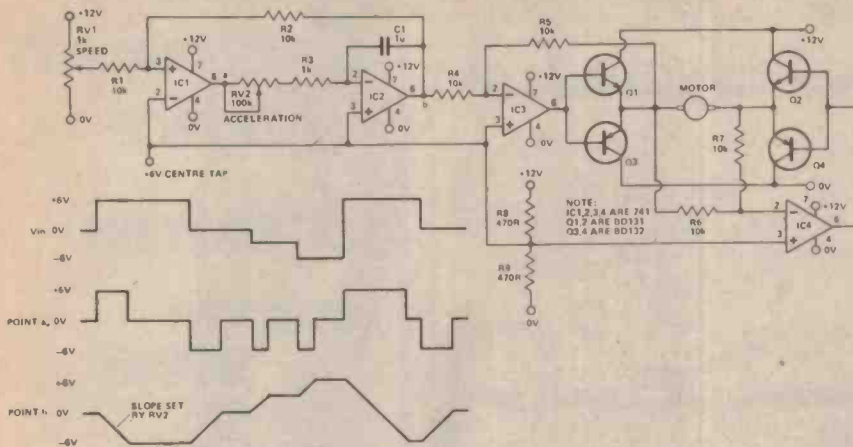 +12V
RV1
1k
SPEED
0V
R1
10k
R2
10k
+12V
3
7
IC1
6
a
2
4
0V
RV2
100k
ACCELERATION
R3
1k
C1
1u
+12V
2
7
IC2
6
b
3
4
0V
R4
10k
R5
10k
+12V
2
7
IC3
6
3
4
0V
Q1
Q3
MOTOR
+12V
Q2
Q4
0V
R7
10k
R6
10k
+12V
7
2
IC4
6
3
4
0V
+6V CENTRE TAP
+12V
R8
470R
R9
470R
0V
NOTE:
IC1,2,3,4 ARE 741
Q1,2 ARE BD131
Q3,4 ARE BD132
+6V
Vin 0V
-6V
+6V
POINT a, 0V
-6V
+6V
POINT b 0V
-6V
SLOPE SET
BY RV2